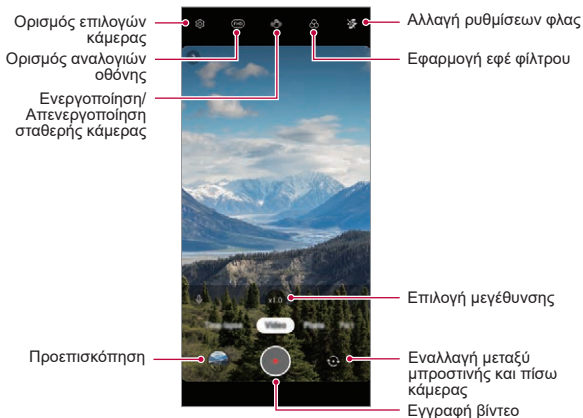 Ορισμός επιλογών
κάμερας
Ορισμός αναλογιών
οθόνης
Ενεργοποίηση/
Απενεργοποίηση
σταθερής κάμερας
Αλλαγή ρυθμίσεων φλας
Εφαρμογή εφέ φίλτρου
FHD
x1.0
Επιλογή μεγέθυνσης
Video
Photo
Προεπισκόπηση
Εναλλαγή μεταξύ
μπροστινής και πίσω
κάμερας
Εγγραφή βίντεο